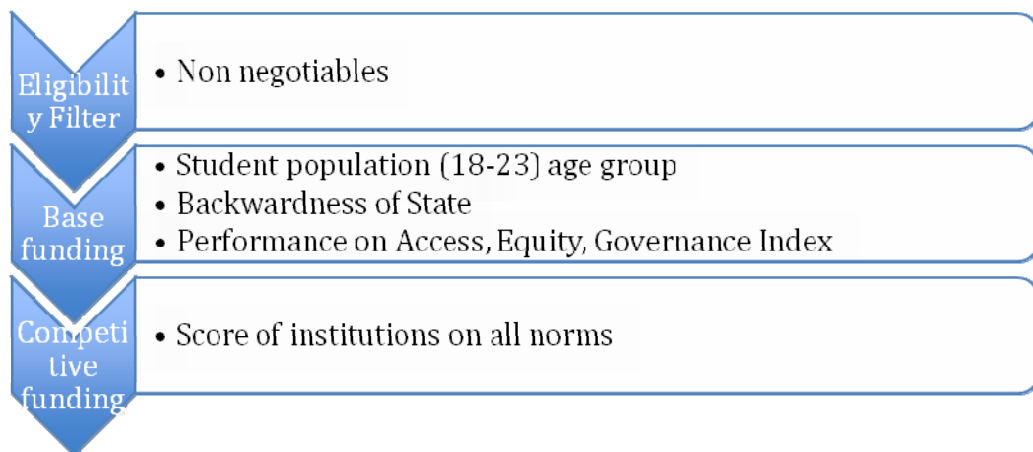 Eligibilit
y Filter
• Non negotiables
Base
funding
• Student population (18-23) age group
• Backwardness of State
• Performance on Access, Equity, Governance Index
Competi
tive
funding
• Score of institutions on all norms